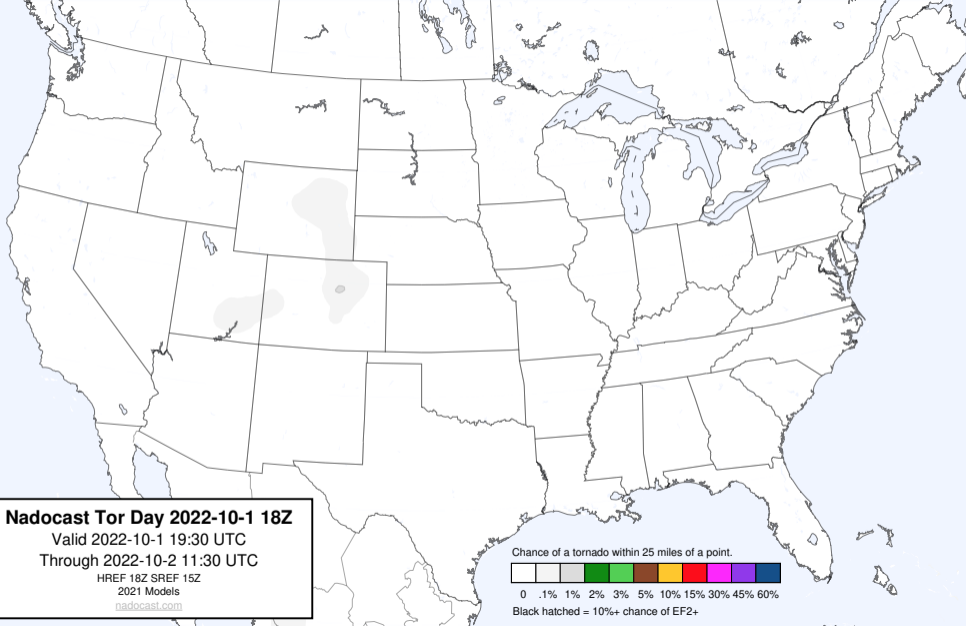 Nadocast Tor Day 2022-10-1 18Z
Valid 2022-10-1 19:30 UTC
Through 2022-10-2 11:30 UTC
HREF 18Z SREF 15Z
2021 Models
nadocast.com
Chance of a tornado within 25 miles of a point.
0 .1% 1% 2% 3% 5% 10% 15% 30% 45% 60%
Black hatched = 10%+ chance of EF2+